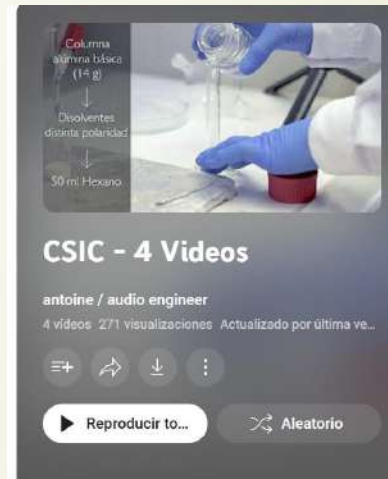 Columna
alúmina básica
(14 g)
Disolventes
distinta polaridad
50 ml Hexano
CSIC - 4 Videos
antoine / audio engineer
4 vídeos 271 visualizaciones Actualizado por última ve...
Reproducir to...
Aleatorio